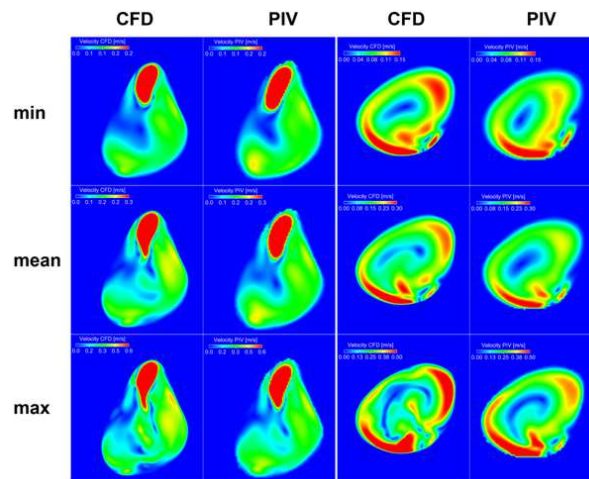 CFD PIV CFD PIV
min
Velocity CFD [m/s] Velocity PIV [m/s] Velocity CFD [m/s] Velocity PIV [m/s]
0.0 0.1 0.1 0.2 0.2 0.0 0.1 0.1 0.2 0.2 0.00 0.04 0.08 0.11 0.15 0.00 0.04 0.08 0.11 0.15
mean
Velocity CFD [m/s] Velocity PIV [m/s] Velocity CFD [m/s] Velocity PIV [m/s]
0.0 0.1 0.2 0.2 0.3 0.0 0.1 0.2 0.2 0.3 0.00 0.08 0.15 0.23 0.30 0.00 0.08 0.15 0.23 0.30
max
Velocity CFD [m/s] Velocity PIV [m/s] Velocity CFD [m/s] Velocity PIV [m/s]
0.0 0.2 0.3 0.4 0.6 0.0 0.2 0.3 0.4 0.6 0.00 0.13 0.25 0.38 0.50 0.00 0.13 0.25 0.38 0.50